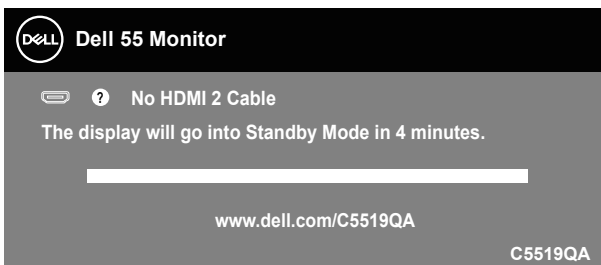 DELL Dell 55 Monitor
? No HDMI 2 Cable
The display will go into Standby Mode in 4 minutes.
www.dell.com/C5519QA
C5519QA